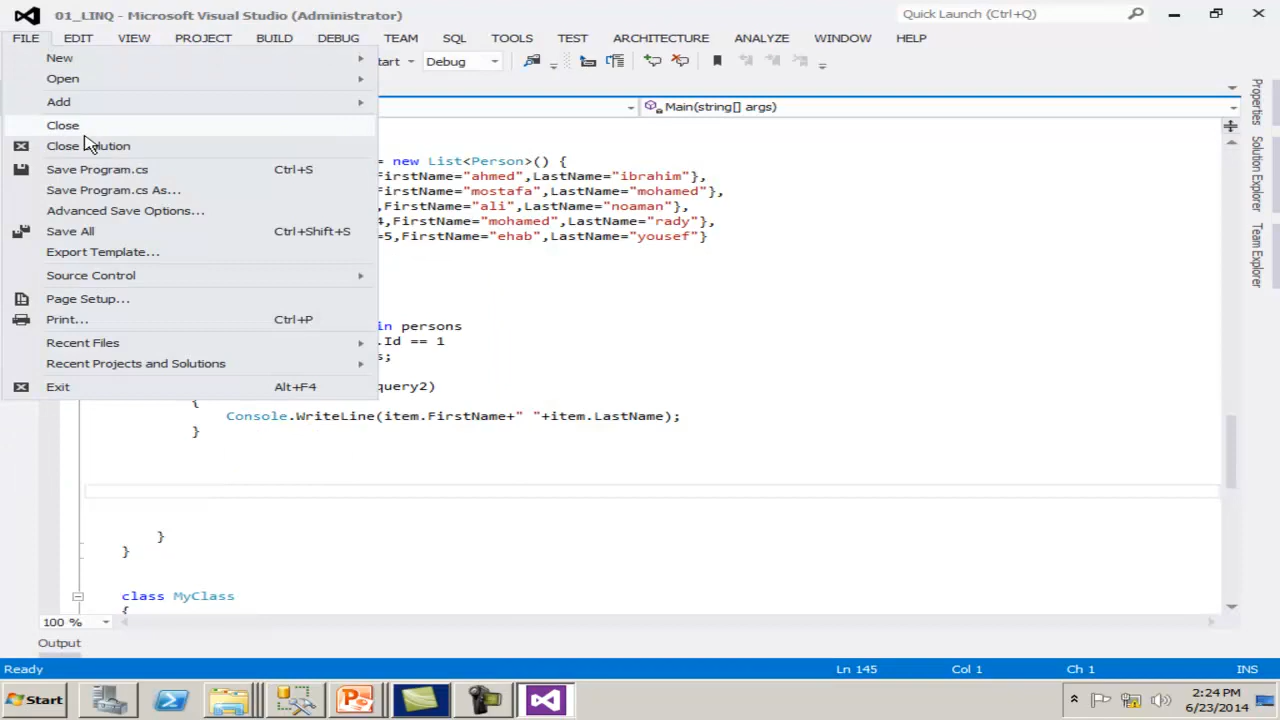 01_LINQ - Microsoft Visual Studio (Administrator)
Quick Launch (Ctrl+Q)
FILE EDIT VIEW PROJECT BUILD DEBUG TEAM SQL TOOLS TEST ARCHITECTURE ANALYZE WINDOW HELP
New
Open
Add
Close
Close
Save Program.cs Ctrl+S
Save Program.cs As...
Advanced Save Options...
Save All Ctrl+Shift+S
Export Template...
Source Control
Page Setup...
Print... Ctrl+P
Recent Files
Recent Projects and Solutions
Exit Alt+F4
Debug
Main(string[] args)
= new List<Person>() {
FirstName="ahmed",LastName="ibrahim"},
FirstName="mostafa",LastName="mohamed"},
,FirstName="ali",LastName="noaman"},
4,FirstName="mohamed",LastName="rady"},
=5,FirstName="ehab",LastName="yousef"}
in persons
.Id == 1
s;
query2)
{
Console.WriteLine(item.FirstName+" "+item.LastName);
}
}
}
class MyClass
{
100 %
Output
Properties
Solution Explorer
Team Explorer
Ready Ln 145 Col 1 Ch 1 INS
Start
2:24 PM
6/23/2014